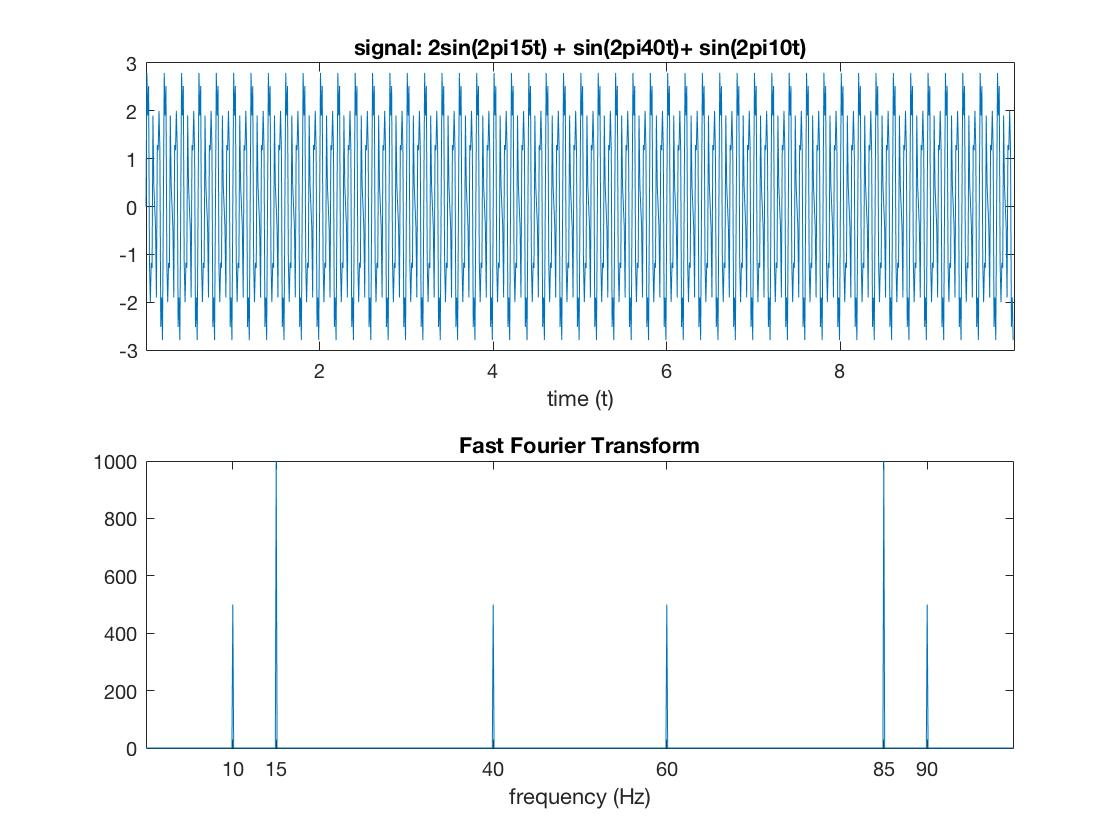 signal: 2sin(2pi15t) + sin(2pi40t)+ sin(2pi10t)
3
2
1
0
-1
-2
-3
2 4 6 8
time (t)
Fast Fourier Transform
1000
800
600
400
200
0
10 15 40 60 85 90
frequency (Hz)